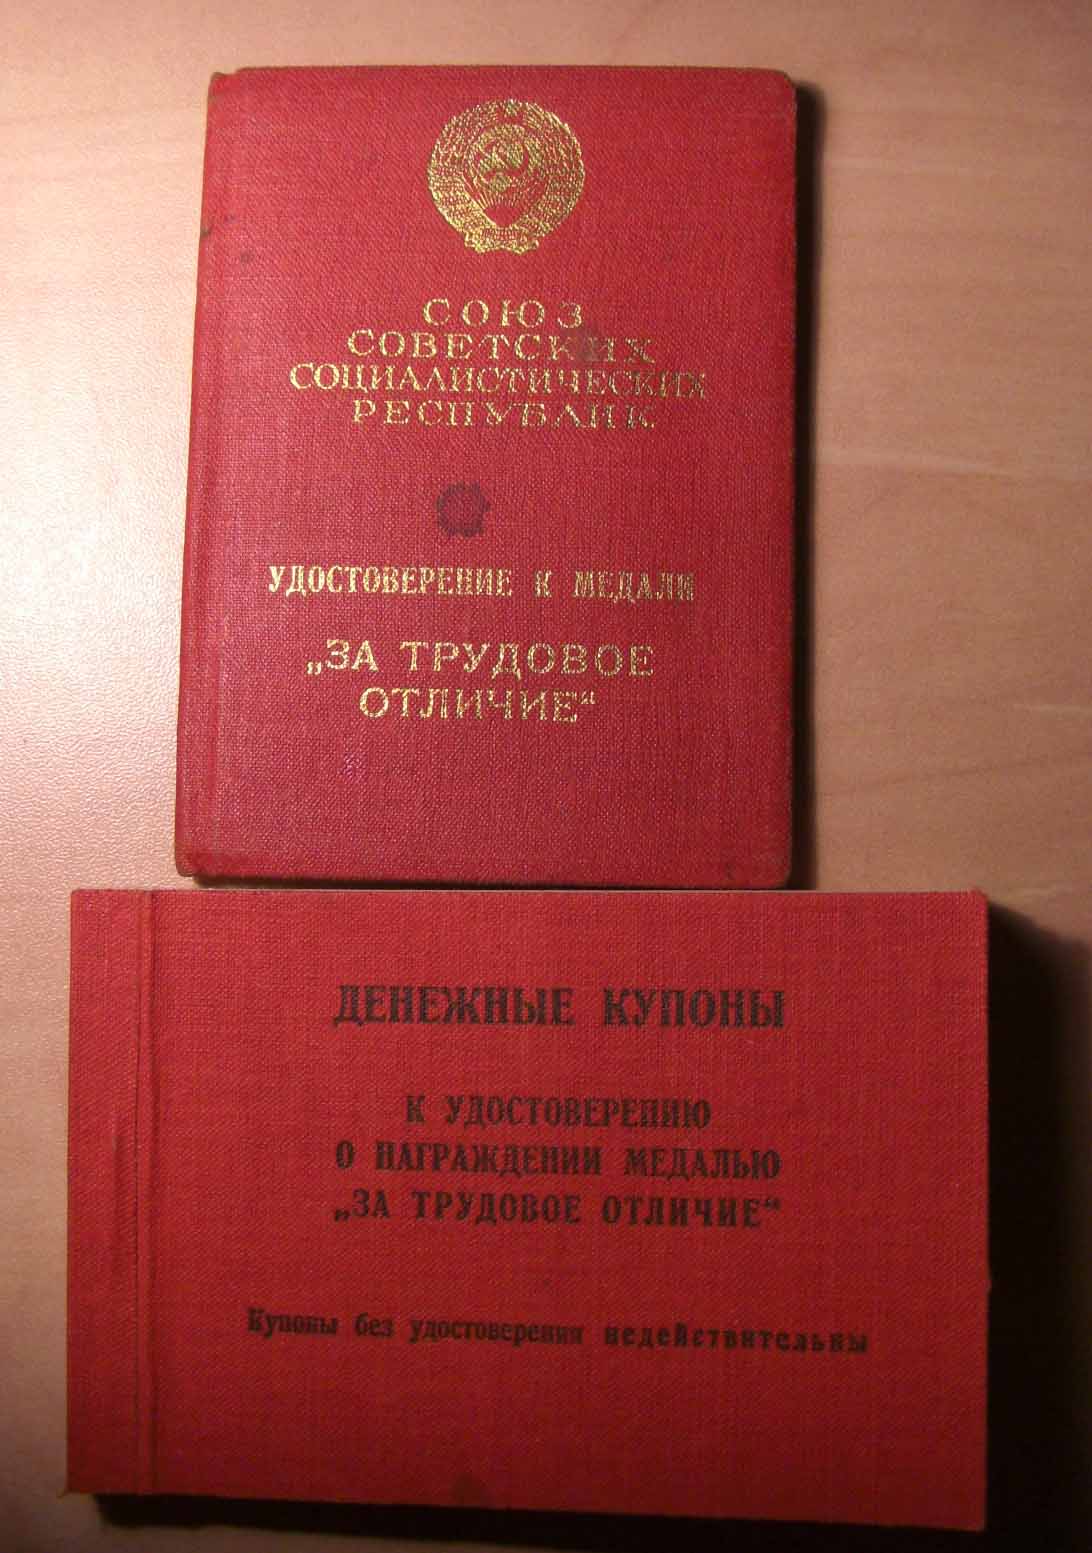 СОЮЗ
СОВЕТСКИХ
СОЦИАЛИСТИЧЕСКИХ
РЕСПУБЛИК
УДОСТОВЕРЕНИЕ К МЕДАЛИ
„ЗА ТРУДОВОЕ
ОТЛИЧИЕ“
ДЕНЕЖНЫЕ КУПОНЫ
К УДОСТОВЕРЕНИЮ
О НАГРАЖДЕНИИ МЕДАЛЬЮ
„ЗА ТРУДОВОЕ ОТЛИЧИЕ“
Купоны без удостоверения недействительны